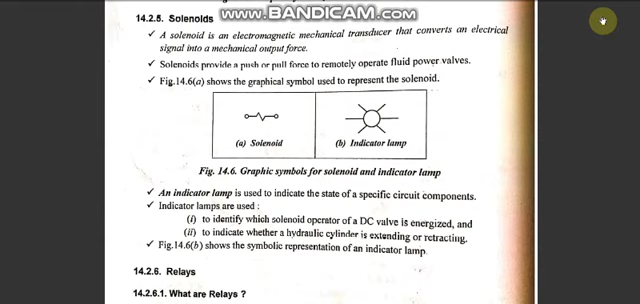 www.BANDICAM.com
14.2.5. Solenoids
✓ A solenoid is an electromagnetic mechanical transducer that converts an electrical
signal into a mechanical output force.
✓ Solenoids provide a push or pull force to remotely operate fluid power valves.
✓ Fig.14.6(a) shows the graphical symbol used to represent the solenoid.
(a) Solenoid
(b) Indicator lamp
Fig. 14.6. Graphic symbols for solenoid and indicator lamp
✓ An indicator lamp is used to indicate the state of a specific circuit components.
✓ Indicator lamps are used :
(i) to identify which solenoid operator of a DC valve is energized, and
(ii) to indicate whether a hydraulic cylinder is extending or retracting.
✓ Fig.14.6(b) shows the symbolic representation of an indicator lamp.
14.2.6. Relays
14.2.6.1. What are Relays ?